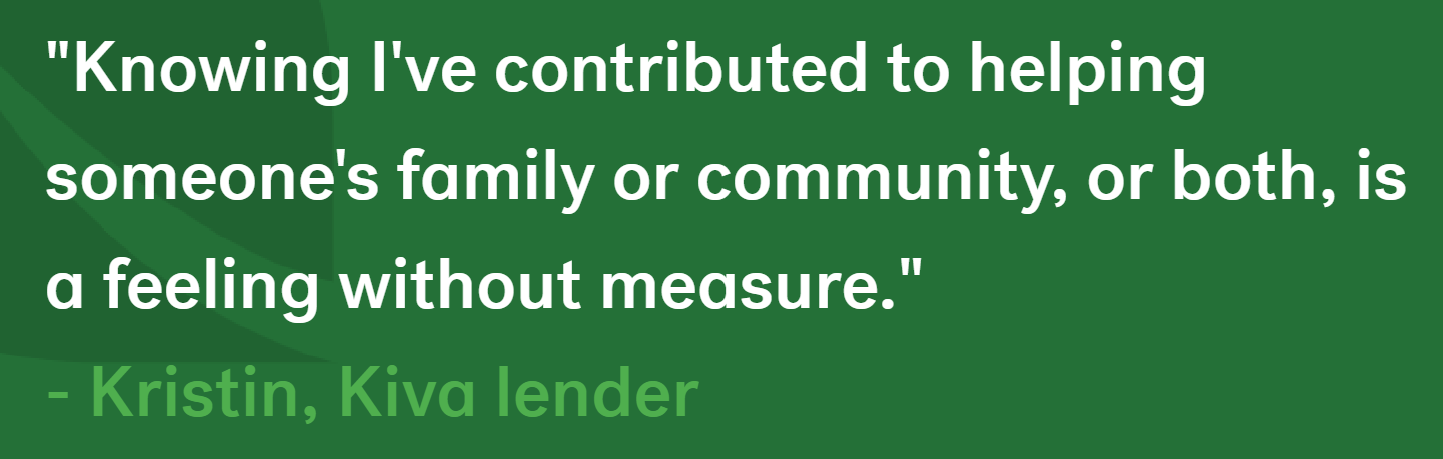 "Knowing I've contributed to helping
someone's family or community, or both, is
a feeling without measure."
- Kristin, Kiva lender